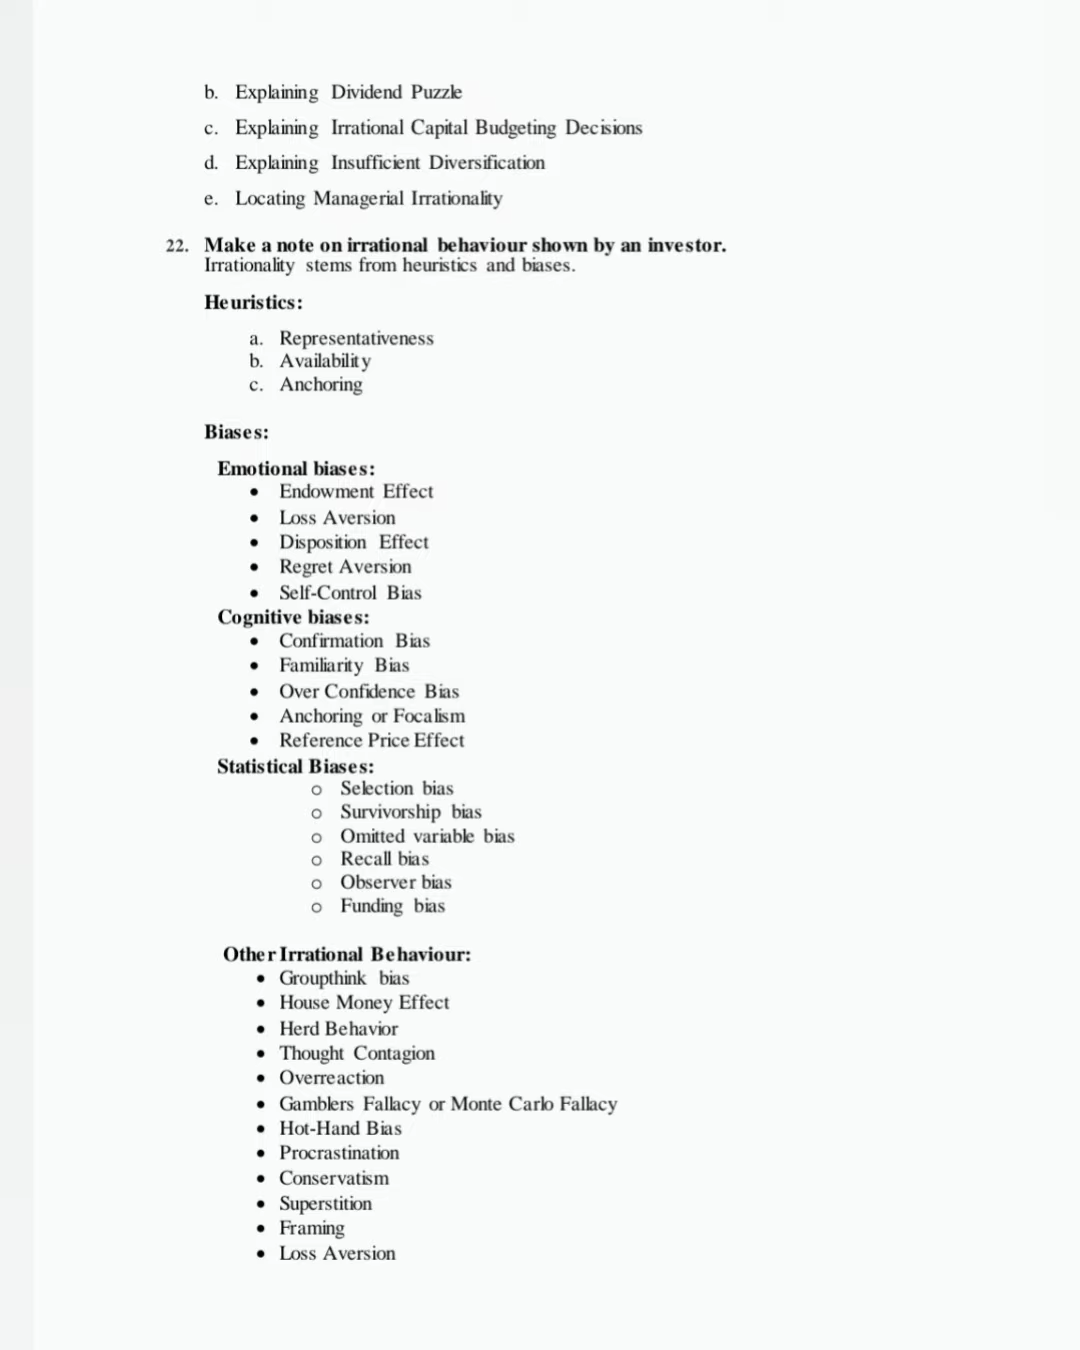 b. Explaining Dividend Puzzle
c. Explaining Irrational Capital Budgeting Decisions
d. Explaining Insufficient Diversification
e. Locating Managerial Irrationality
22. Make a note on irrational behaviour shown by an investor.
Irrationality stems from heuristics and biases.
Heuristics:
a. Representativeness
b. Availability
c. Anchoring
Biases:
Emotional biases:
• Endowment Effect
• Loss Aversion
• Disposition Effect
• Regret Aversion
• Self-Control Bias
Cognitive biases:
• Confirmation Bias
• Familiarity Bias
• Over Confidence Bias
• Anchoring or Focalism
• Reference Price Effect
Statistical Biases:
o Selection bias
o Survivorship bias
o Omitted variable bias
o Recall bias
o Observer bias
o Funding bias
Other Irrational Behaviour:
• Groupthink bias
• House Money Effect
• Herd Behavior
• Thought Contagion
• Overreaction
• Gamblers Fallacy or Monte Carlo Fallacy
• Hot-Hand Bias
• Procrastination
• Conservatism
• Superstition
• Framing
• Loss Aversion